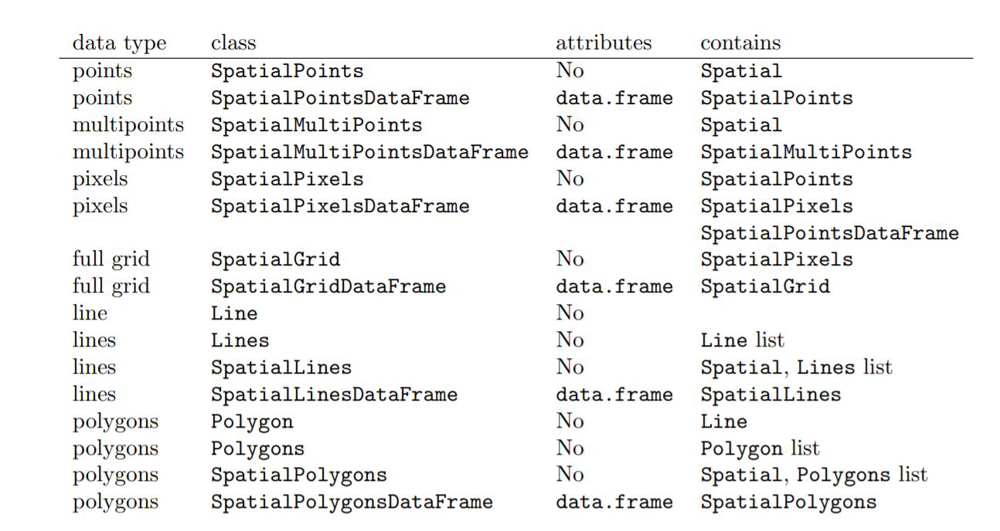 data type class attributes contains
points SpatialPoints No Spatial
points SpatialPointsDataFrame data.frame SpatialPoints
multipoints SpatialMultiPoints No Spatial
multipoints SpatialMultiPointsDataFrame data.frame SpatialMultiPoints
pixels SpatialPixels No SpatialPoints
pixels SpatialPixelsDataFrame data.frame SpatialPixels
SpatialPointsDataFrame
full grid SpatialGrid No SpatialPixels
full grid SpatialGridDataFrame data.frame SpatialGrid
line Line No
lines Lines No Line list
lines SpatialLines No Spatial, Lines list
lines SpatialLinesDataFrame data.frame SpatialLines
polygons Polygon No Line
polygons Polygons No Polygon list
polygons SpatialPolygons No Spatial, Polygons list
polygons SpatialPolygonsDataFrame data.frame SpatialPolygons